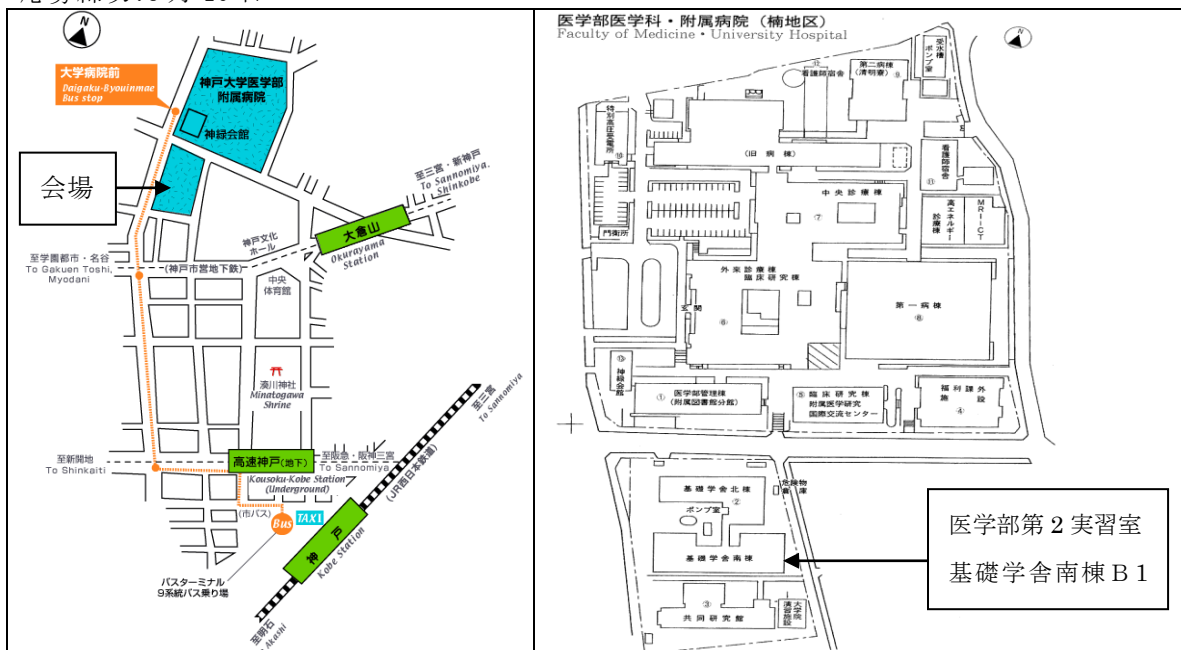 大学病院前
Daigaku-Byouinmae
Bus stop
神戸大学医学部
附属病院
神緑会館
会場
至三宮・新神戸
To Sannomiya,
Shinkobe
大倉山
Okurayama
Station
神戸文化
ホール
至学園都市・名谷
To Gakuen Toshi,
Myodani
(神戸市営地下鉄)
中央
体育館
湊川神社
Minatogawa
Shrine
至三宮
To Sannomiya
至新開地
To Shinkaiti
高速神戸(地下)
Kousoku-Kobe Station
(Underground)
至阪急・阪神三宮
To Sannomiya
(JR西日本鉄道)
(市バス)
Bus
TAXI
神戸
Kobe Station
バスターミナル
9系統バス乗り場
至明石
Akashi
N
医学部医学科・附属病院(楠地区)
Faculty of Medicine・University Hospital
N
受水槽
ポンプ室
第二病棟
(清明寮)
⑨
⑫
看護師宿舎
特別高圧変電所
⑩
(旧病棟)
看護師宿舎
⑪
中央診療棟
⑦
高エネルギー
診療棟
MRI-CT
門衛所
外来診療棟
臨床研究棟
玄関
⑥
第一病棟
⑧
⑬
神緑会館
①
医学部管理棟
(附属図書館分館)
⑤
臨床研究棟
附属医学研究
国際交流センター
福利課外
施設
④
基礎学舎北棟
②
ポンプ室
危険物
倉庫
基礎学舎南棟
③
共同研究館
大学院
演習施設
医学部第2実習室
基礎学舎南棟B1